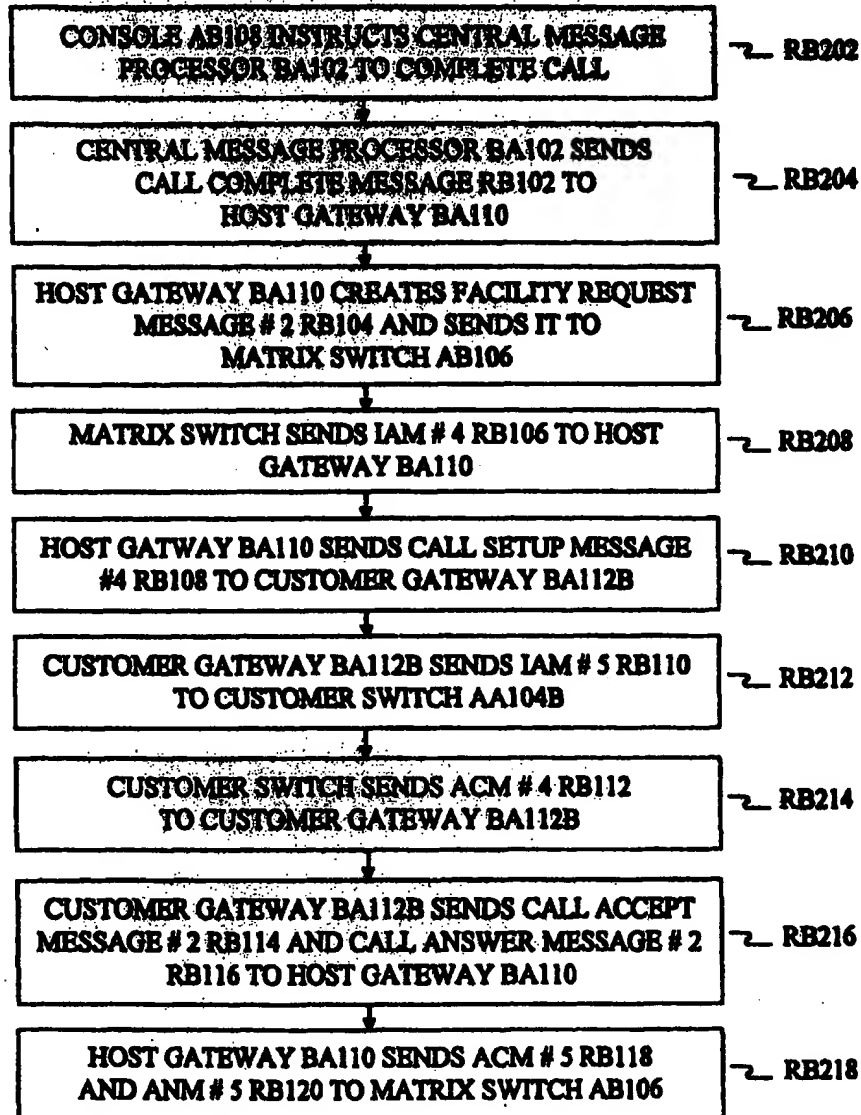 CONSOLE AB108 INSTRUCTS CENTRAL MESSAGE
PROCESSOR BA102 TO COMPLETE CALL
RB202
CENTRAL MESSAGE PROCESSOR BA102 SENDS
CALL COMPLETE MESSAGE RB102 TO
HOST GATEWAY BA110
RB204
HOST GATEWAY BA110 CREATES FACILITY REQUEST
MESSAGE # 2 RB104 AND SENDS IT TO
MATRIX SWITCH AB106
RB206
MATRIX SWITCH SENDS IAM # 4 RB106 TO HOST
GATEWAY BA110
RB208
HOST GATWAY BA110 SENDS CALL SETUP MESSAGE
#4 RB108 TO CUSTOMER GATEWAY BA112B
RB210
CUSTOMER GATEWAY BA112B SENDS IAM # 5 RB110
TO CUSTOMER SWITCH AA104B
RB212
CUSTOMER SWITCH SENDS ACM # 4 RB112
TO CUSTOMER GATEWAY BA112B
RB214
CUSTOMER GATEWAY BA112B SENDS CALL ACCEPT
MESSAGE # 2 RB114 AND CALL ANSWER MESSAGE # 2
RB116 TO HOST GATEWAY BA110
RB216
HOST GATEWAY BA110 SENDS ACM # 5 RB118
AND ANM # 5 RB120 TO MATRIX SWITCH AB106
RB218